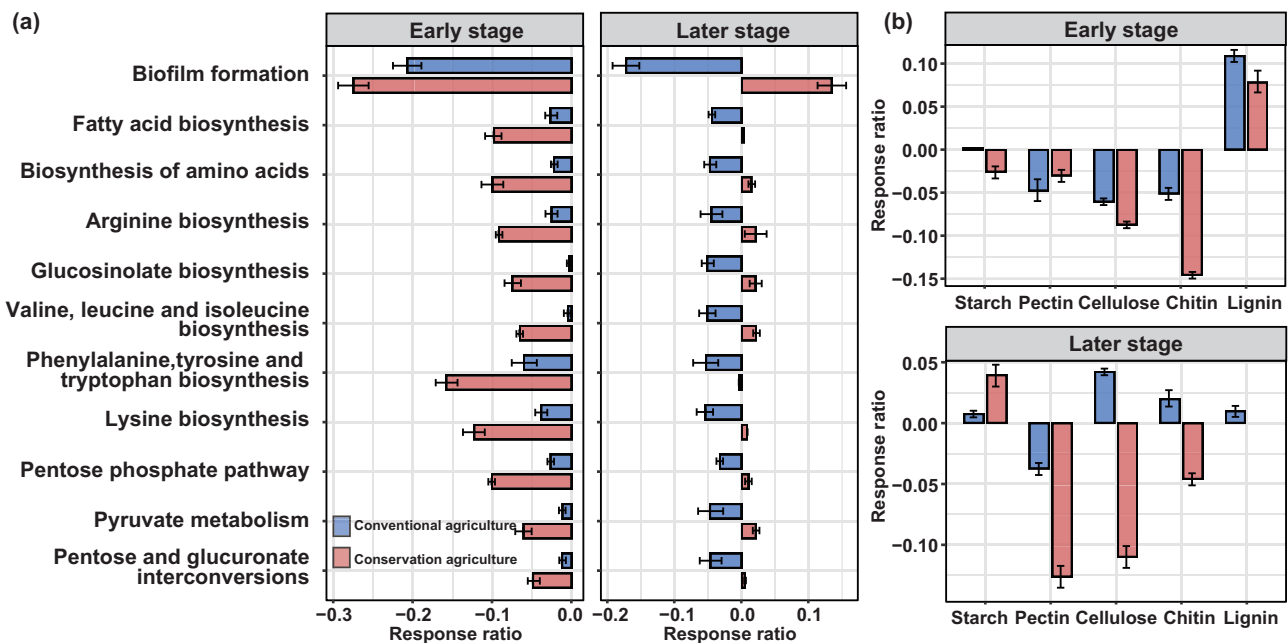 (a)
Early stage
Later stage
Biofilm formation
Fatty acid biosynthesis
Biosynthesis of amino acids
Arginine biosynthesis
Glucosinolate biosynthesis
Valine, leucine and isoleucine
biosynthesis
Phenylalanine,tyrosine and
tryptophan biosynthesis
Lysine biosynthesis
Pentose phosphate pathway
Pyruvate metabolism
Pentose and glucuronate
interconversions
Conventional agriculture
Conservation agriculture
−0.3 −0.2 −0.1 0.0
Response ratio
−0.2 −0.1 0.0 0.1
Response ratio
(b)
Early stage
Response ratio
0.10
0.05
0.00
−0.05
−0.10
−0.15
Starch Pectin Cellulose Chitin Lignin
Later stage
Response ratio
0.05
0.00
−0.05
−0.10
Starch Pectin Cellulose Chitin Lignin